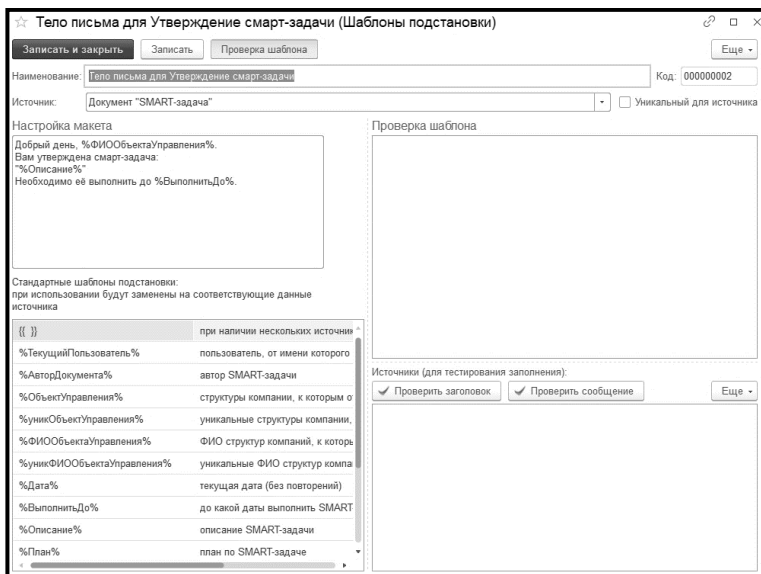 Тело письма для Утверждение смарт-задачи (Шаблоны подстановки)
Записать и закрыть Записать Проверка шаблона Еще
Наименование: Тело письма для Утверждение смарт-задачи Код: 000000002
Источник: Документ "SMART-задача" Уникальный для источника
Настройка макета Проверка шаблона
Добрый день, %ФИООбъектаУправления%.
Вам утверждена смарт-задача:
"%Описание%"
Необходимо её выполнить до %ВыполнитьДо%.
Стандартные шаблоны подстановки:
при использовании будут заменены на соответствующие данные
источника
{{ }} при наличии нескольких источник
%ТекущийПользователь% пользователь, от имени которого
%АвторДокумента% автор SMART-задачи
%ОбъектУправления% структуры компании, к которым о
%уникОбъектУправления% уникальные структуры компании,
%ФИООбъектаУправления% ФИО структур компаний, к которь
%уникФИООбъектаУправления% уникальные ФИО структур компа
%Дата% текущая дата (без повторений)
%ВыполнитьДо% до какой даты выполнить SMART
%Описание% описание SMART-задачи
%План% план по SMART-задаче
Источники (для тестирования заполнения):
Проверить заголовок Проверить сообщение Еще